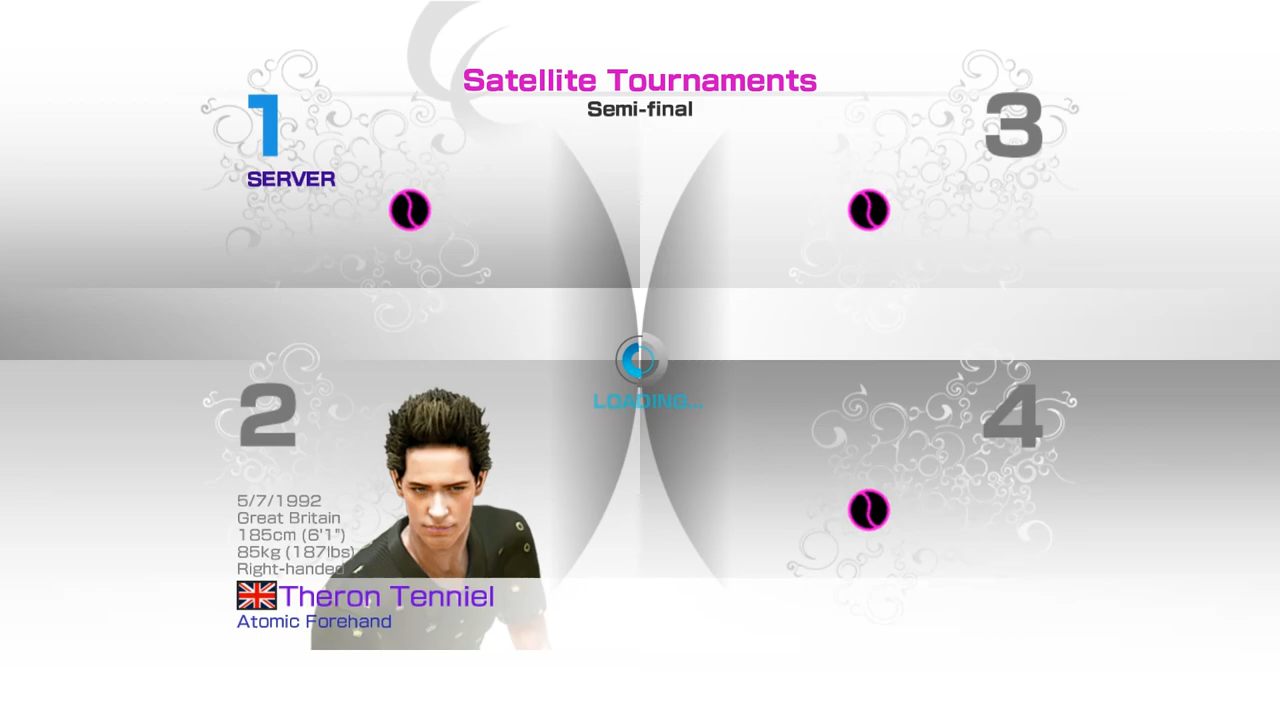 Satellite Tournaments
Semi-final
1
SERVER
3
LOADING...
2
4
5/7/1992
Great Britain
185cm (6'1")
85kg (187lbs)
Right-handed
Theron Tenniel
Atomic Forehand